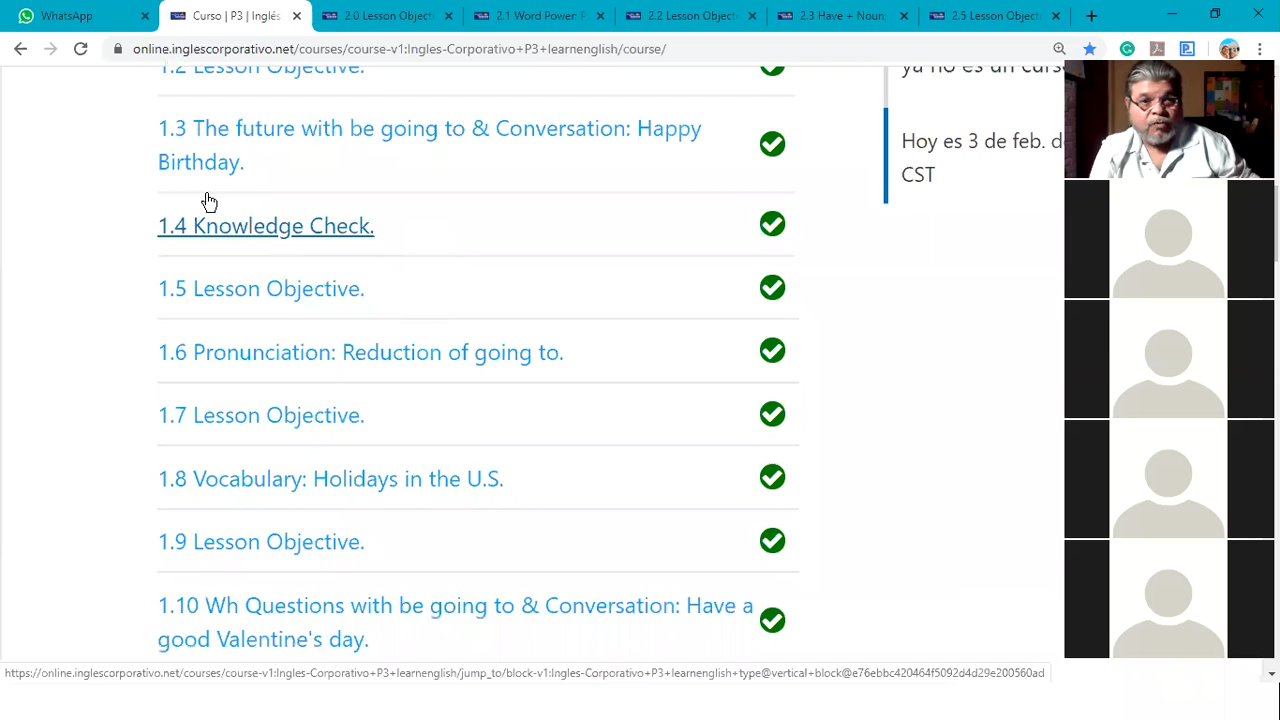 WhatsApp
Curso | P3 | Inglés
2.0 Lesson Objecti
2.1 Word Power:
2.2 Lesson Objecti
2.3 Have + Noun
2.5 Lesson Objecti
online.inglescorporativo.net/courses/course-v1:Ingles-Corporativo+P3+learnenglish/course/
1.2 Lesson Objective.
1.3 The future with be going to & Conversation: Happy
Birthday.
1.4 Knowledge Check.
1.5 Lesson Objective.
1.6 Pronunciation: Reduction of going to.
1.7 Lesson Objective.
1.8 Vocabulary: Holidays in the U.S.
1.9 Lesson Objective.
1.10 Wh Questions with be going to & Conversation: Have a
good Valentine's day.
ya no es un curs
Hoy es 3 de feb. d
CST
https://online.inglescorporativo.net/courses/course-v1:Ingles-Corporativo+P3+learnenglish/jump_to/block-v1:Ingles-Corporativo+P3+learnenglish+type@vertical+block@e76ebbc420464f5092d4d29e200560ad